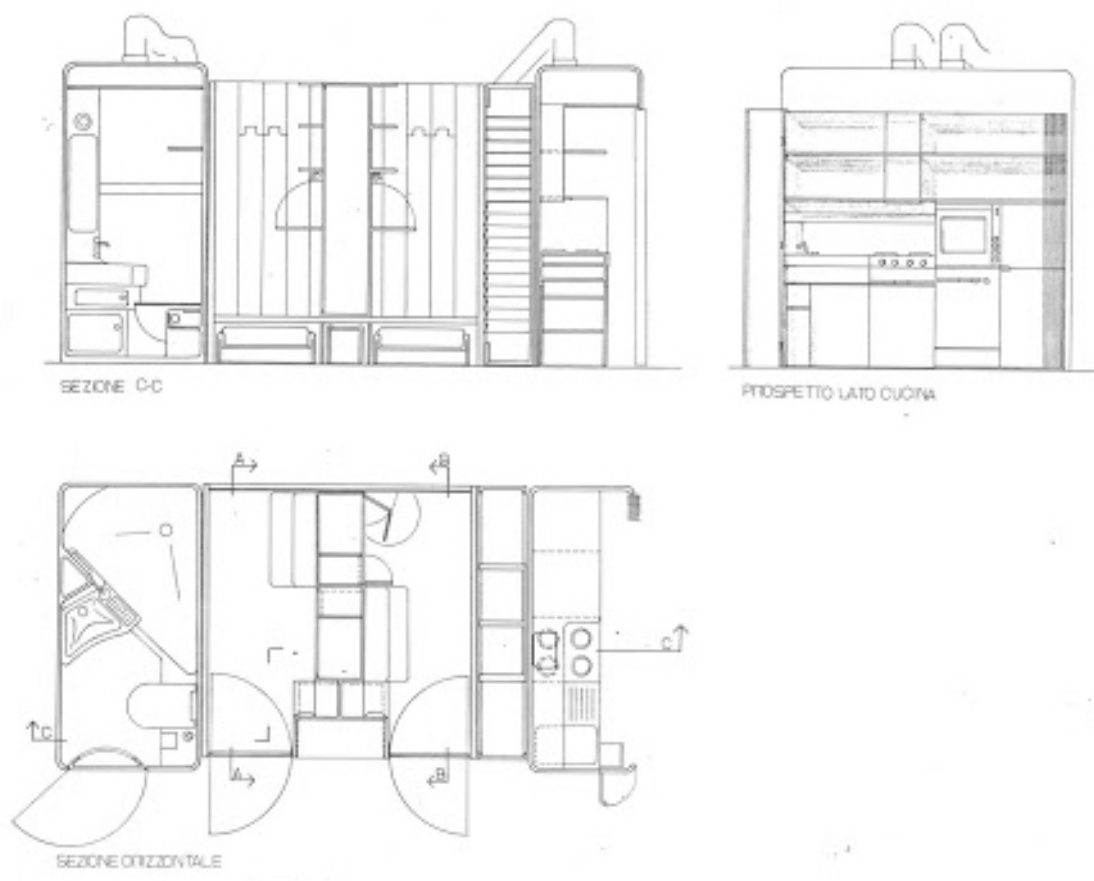 SEZIONE C-C
PROSPETTO LATO CUCINA
A B
C
C
A B
SEZIONE ORIZZONTALE